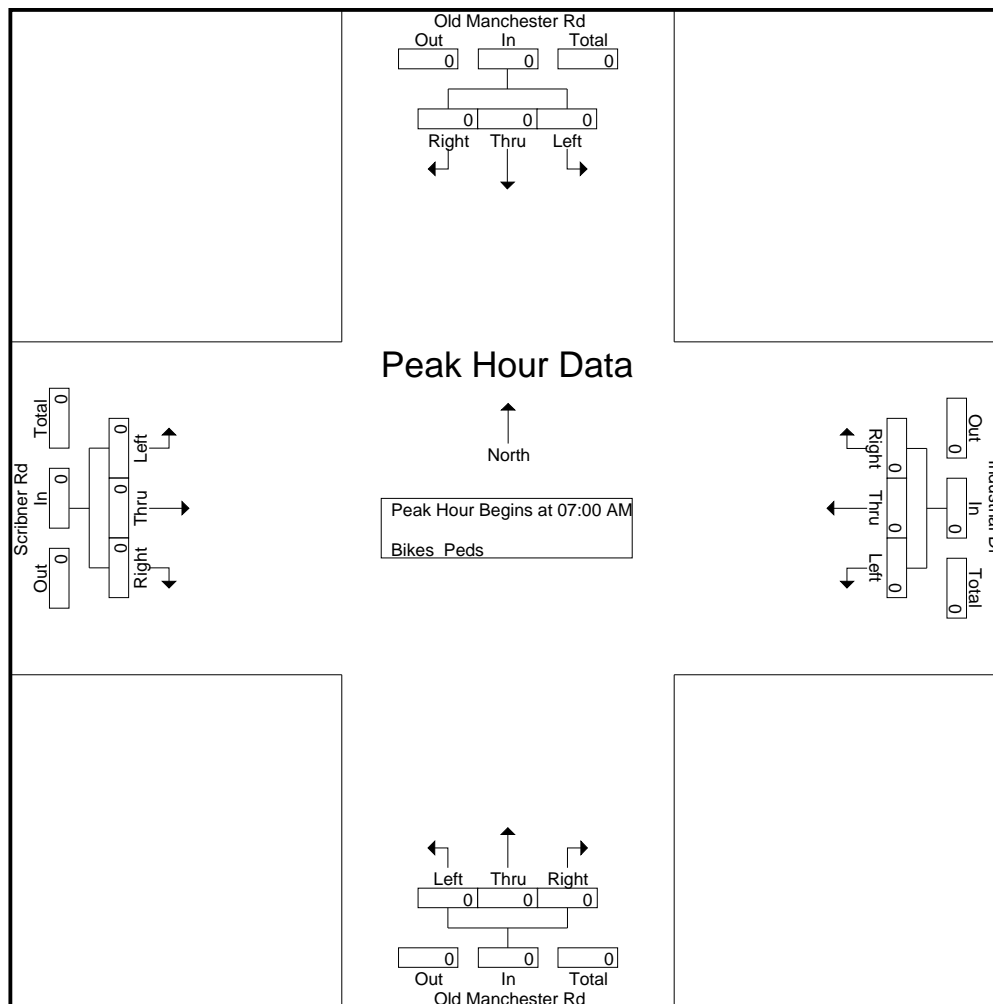 Old Manchester Rd
Out In Total
0 0 0
0 0 0
Right Thru Left
Peak Hour Data
North
Peak Hour Begins at 07:00 AM
Bikes Peds
Scribner Rd
Total In Out
0 0 0
0 0 0
Left Thru Right
Right Thru Left
0 0 0
0 0 0
Out In Total
Left Thru Right
0 0 0
0 0 0
Out In Total
Old Manchester Rd